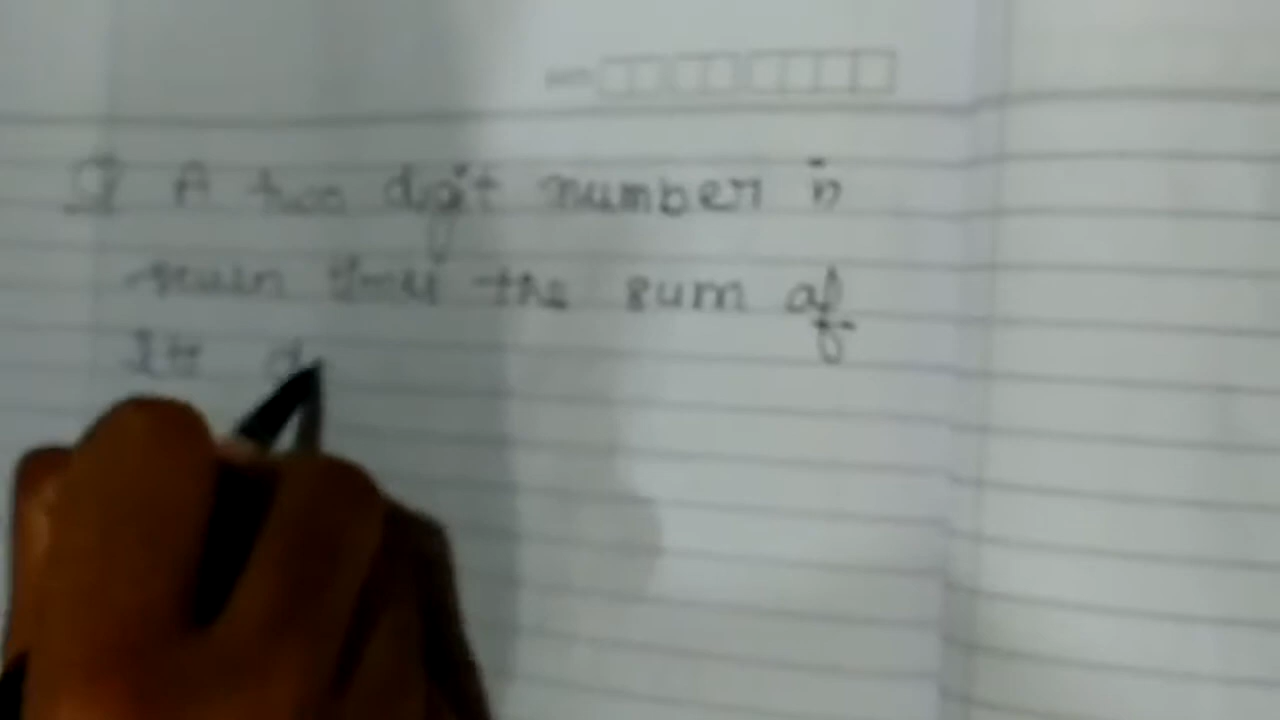 Q A two digit number is
seven times the sum of
Its d